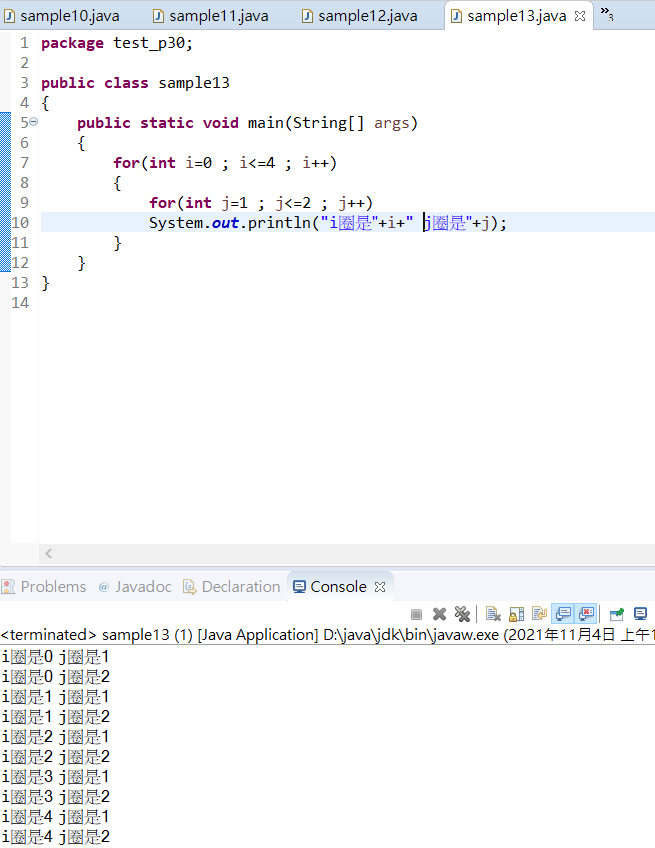 sample10.java sample11.java sample12.java sample13.java »3
1 package test_p30;
2
3 public class sample13
4 {
5 public static void main(String[] args)
6 {
7 for(int i=0 ; i<=4 ; i++)
8 {
9 for(int j=1 ; j<=2 ; j++)
10 System.out.println("i圈是"+i+" j圈是"+j);
11 }
12 }
13 }
14
Problems @ Javadoc Declaration Console
<terminated> sample13 (1) [Java Application] D:\java\jdk\bin\javaw.exe (2021年11月4日 上午1
i圈是0 j圈是1
i圈是0 j圈是2
i圈是1 j圈是1
i圈是1 j圈是2
i圈是2 j圈是1
i圈是2 j圈是2
i圈是3 j圈是1
i圈是3 j圈是2
i圈是4 j圈是1
i圈是4 j圈是2